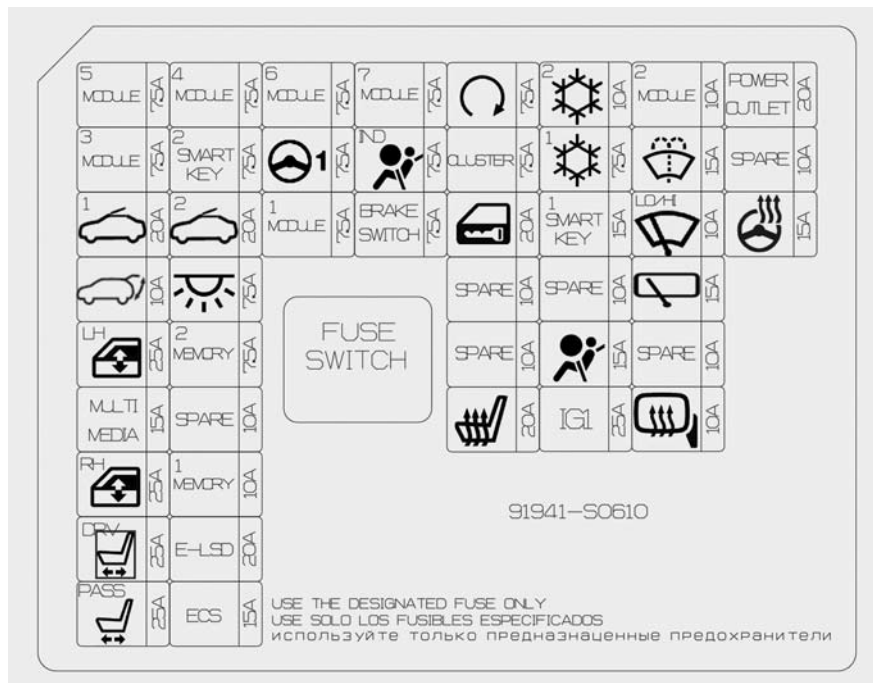 5 MODULE 7.5A
4 MODULE 7.5A
6 MODULE 7.5A
7 MODULE 7.5A
7.5A
2 10A
2 MODULE 10A
POWER
OUTLET 20A
3 MODULE 7.5A
2 SMART
KEY 7.5A
1 7.5A
IND 7.5A
CLUSTER 7.5A
1 7.5A
15A
SPARE 10A
1 20A
2 20A
1 MODULE 7.5A
BRAKE
SWITCH 7.5A
20A
1 SMART
KEY 15A
LO/HI 10A
15A
10A
7.5A
FUSE
SWITCH
SPARE 10A
SPARE 10A
15A
LH 25A
2 MEMORY 7.5A
SPARE 10A
15A
SPARE 10A
MULTI
MEDIA 15A
SPARE 10A
20A
IG1 25A
10A
RH 25A
1 MEMORY 10A
91941-S0610
DRV 25A
E-LSD 20A
PASS 25A
ECS 15A
USE THE DESIGNATED FUSE ONLY
USE SOLO LOS FUSIBLES ESPECIFICADOS
используйте только предназнаценные предохранители